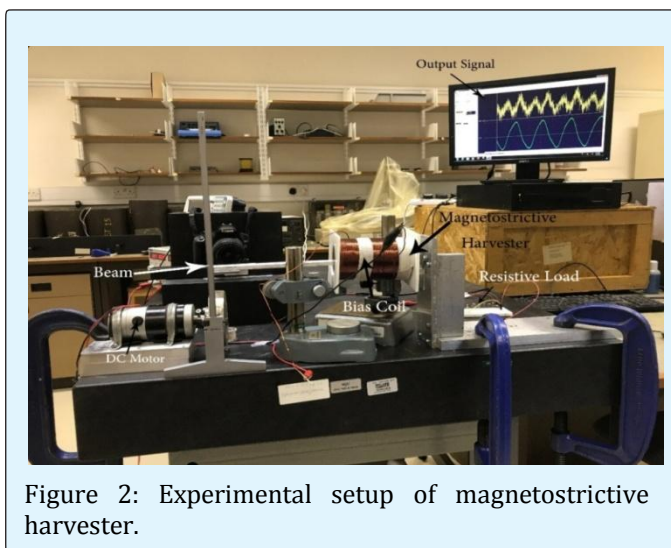 Output Signal
Magnetostrictive
Harvester
Beam
Resistive Load
Bias Coil
DC Motor
Figure 2: Experimental setup of magnetostrictive
harvester.